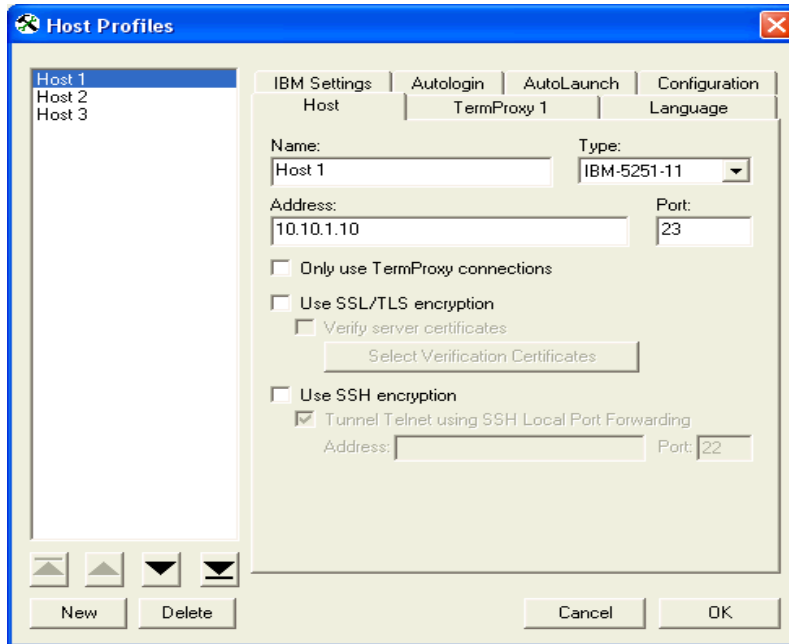 Host Profiles
Host 1
Host 2
Host 3
IBM Settings Autologin AutoLaunch Configuration
Host TermProxy 1 Language
Name: Type:
Host 1 IBM-5251-11
Address: Port:
10.10.1.10 23
Only use TermProxy connections
Use SSL/TLS encryption
Verify server certificates
Select Verification Certificates
Use SSH encryption
Tunnel Telnet using SSH Local Port Forwarding
Address: Port: 22
New Delete Cancel OK